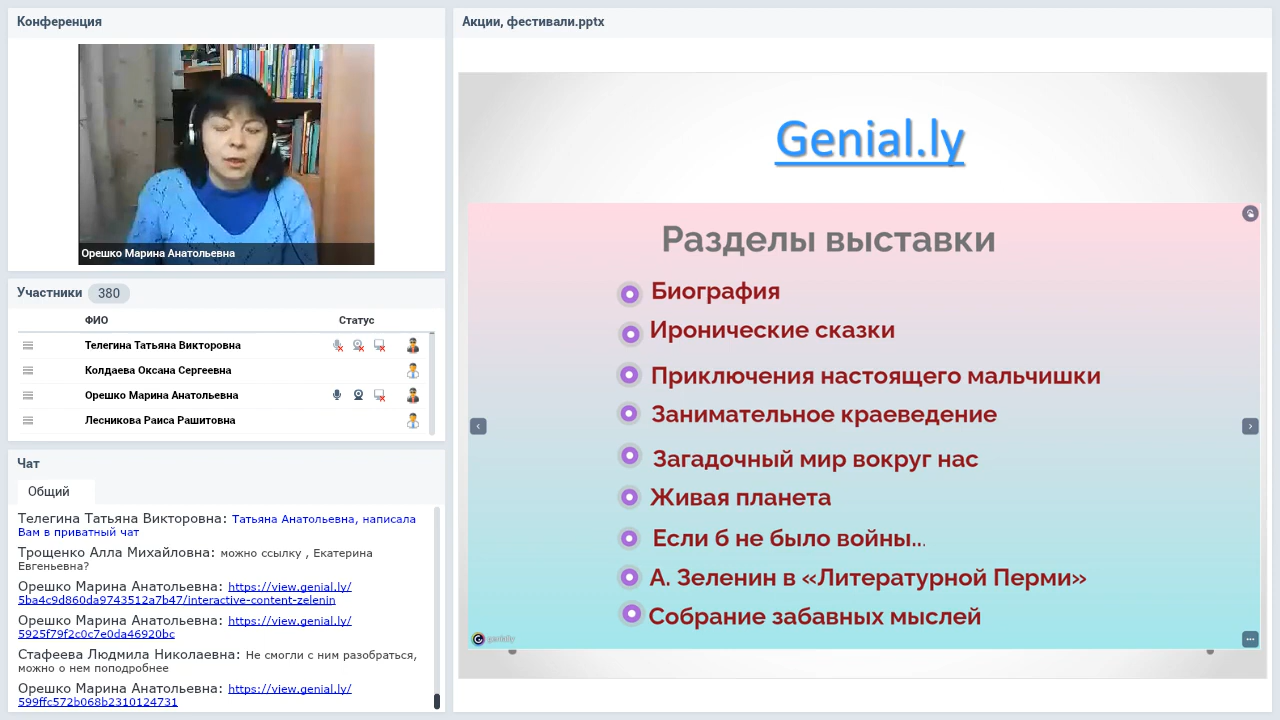 Конференция
Орешко Марина Анатольевна
Участники 380
ФИО Статус
Телегина Татьяна Викторовна
Колдаева Оксана Сергеевна
Орешко Марина Анатольевна
Лесникова Раиса Рашитовна
Чат
Общий
Телегина Татьяна Викторовна: Татьяна Анатольевна, написала
Вам в приватный чат
Трощенко Алла Михайловна: можно ссылку , Екатерина
Евгеньевна?
Орешко Марина Анатольевна: https://view.genial.ly/
5ba4c9d860da9743512a7b47/interactive-content-zelenin
Орешко Марина Анатольевна: https://view.genial.ly/
5925f79f2c0c7e0da46920bc
Стафеева Людмила Николаевна: Не смогли с ним разобраться,
можно о нем поподробнее
Орешко Марина Анатольевна: https://view.genial.ly/
599ffc572b068b2310124731
Акции, фестивали.pptx
Genial.ly
Разделы выставки
Биография
Иронические сказки
Приключения настоящего мальчишки
Занимательное краеведение
Загадочный мир вокруг нас
Живая планета
Если б не было войны...
А. Зеленин в «Литературной Перми»
Собрание забавных мыслей
genially